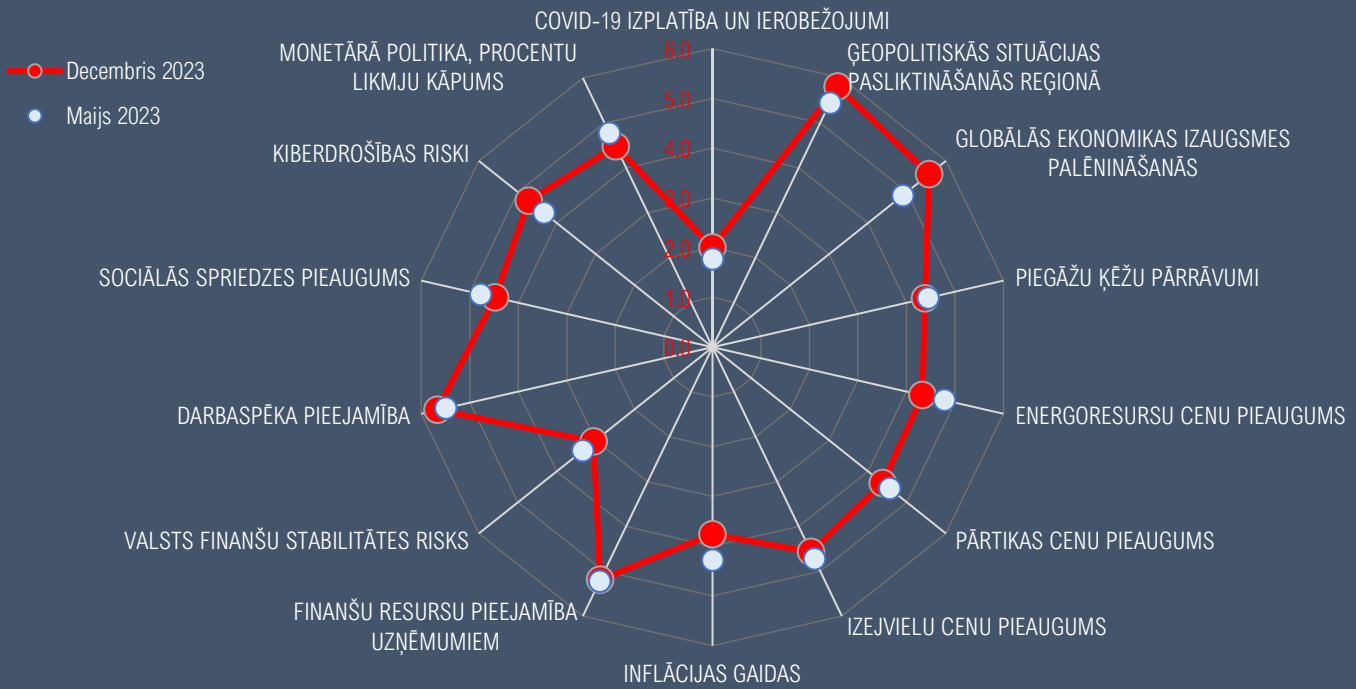 COVID-19 IZPLATĪBA UN IEROBEŽOJUMI
Decembris 2023
Maijs 2023
6.0
5.0
4.0
3.0
2.0
1.0
0.0
ĢEOPOLITISKĀS SITUĀCIJAS
PASLIKTINĀŠANĀS REĢIONĀ
GLOBĀLĀS EKONOMIKAS IZAUGSMES
PALĒNINĀŠANĀS
PIEGĀŽU ĶĒŽU PĀRRĀVUMI
ENERGORESURSU CENU PIEAUGUMS
PĀRTIKAS CENU PIEAUGUMS
IZEJVIELU CENU PIEAUGUMS
INFLĀCIJAS GAIDAS
FINANŠU RESURSU PIEEJAMĪBA
UZŅĒMUMIEM
VALSTS FINANŠU STABILITĀTES RISKS
DARBASPĒKA PIEEJAMĪBA
SOCIĀLĀS SPRIEDZES PIEAUGUMS
KIBERDROŠĪBAS RISKI
MONETĀRĀ POLITIKA, PROCENTU
LIKMJU KĀPUMS